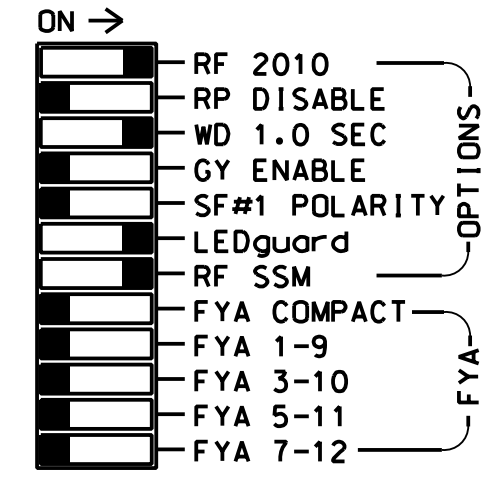 ON →
RF 2010
RP DISABLE
WD 1.0 SEC
GY ENABLE
SF#1 POLARITY
LEDguard
RF SSM
FYA COMPACT
FYA 1-9
FYA 3-10
FYA 5-11
FYA 7-12
OPTIONS
FYA